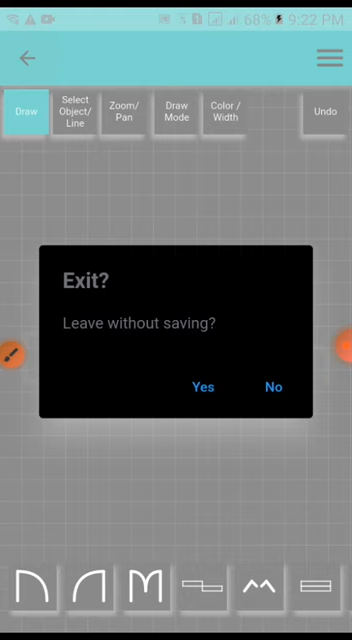 68% 9:22 PM
Draw
Select
Object/
Line
Zoom/
Pan
Draw
Mode
Color /
Width
Undo
Exit?
Leave without saving?
Yes No